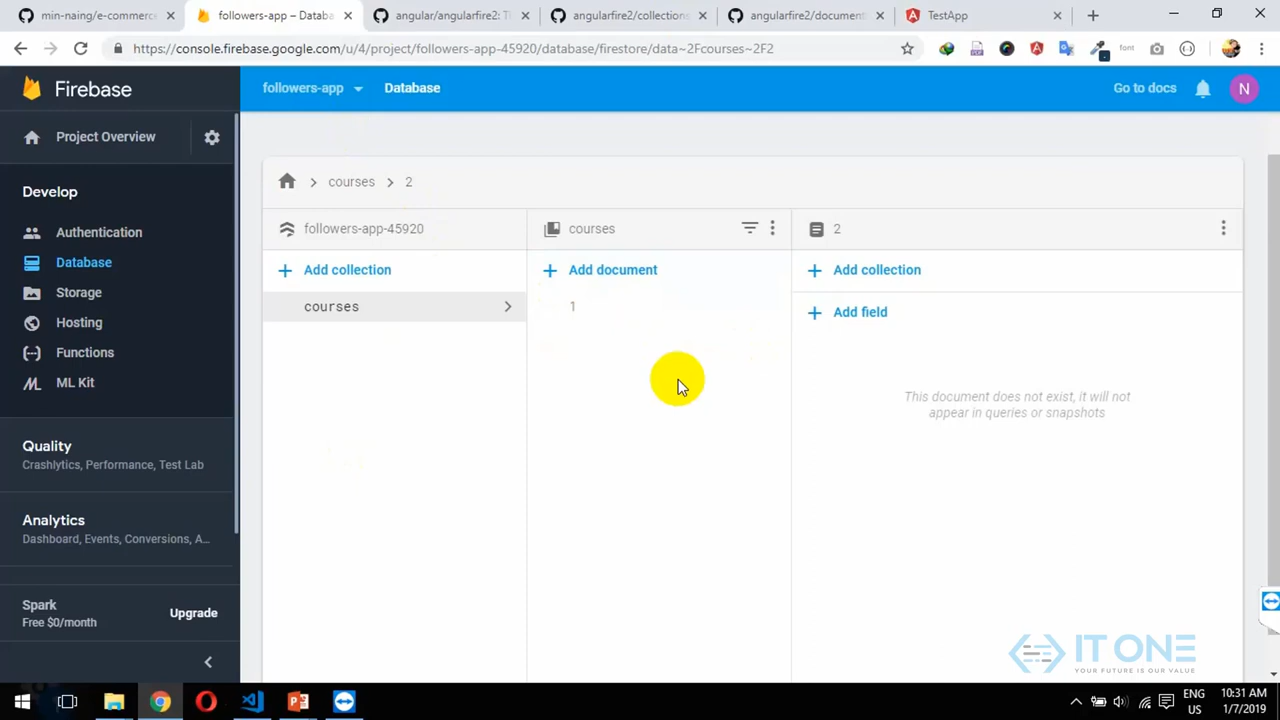 min-naing/e-commerce
followers-app – Databa
angular/angularfire2: Th
angularfire2/collections
angularfire2/document
TestApp
https://console.firebase.google.com/u/4/project/followers-app-45920/database/firestore/data~2Fcourses~2F2
font
Firebase
followers-app
Database
Go to docs
N
Project Overview
Develop
Authentication
Database
Storage
Hosting
Functions
ML Kit
Quality
Crashlytics, Performance, Test Lab
Analytics
Dashboard, Events, Conversions, A...
Spark
Free $0/month
Upgrade
courses
2
followers-app-45920
courses
2
Add collection
Add document
Add collection
courses
1
Add field
This document does not exist, it will not
appear in queries or snapshots
IT ONE
YOUR FUTURE IS OUR VALUE
ENG
US
10:31 AM
1/7/2019